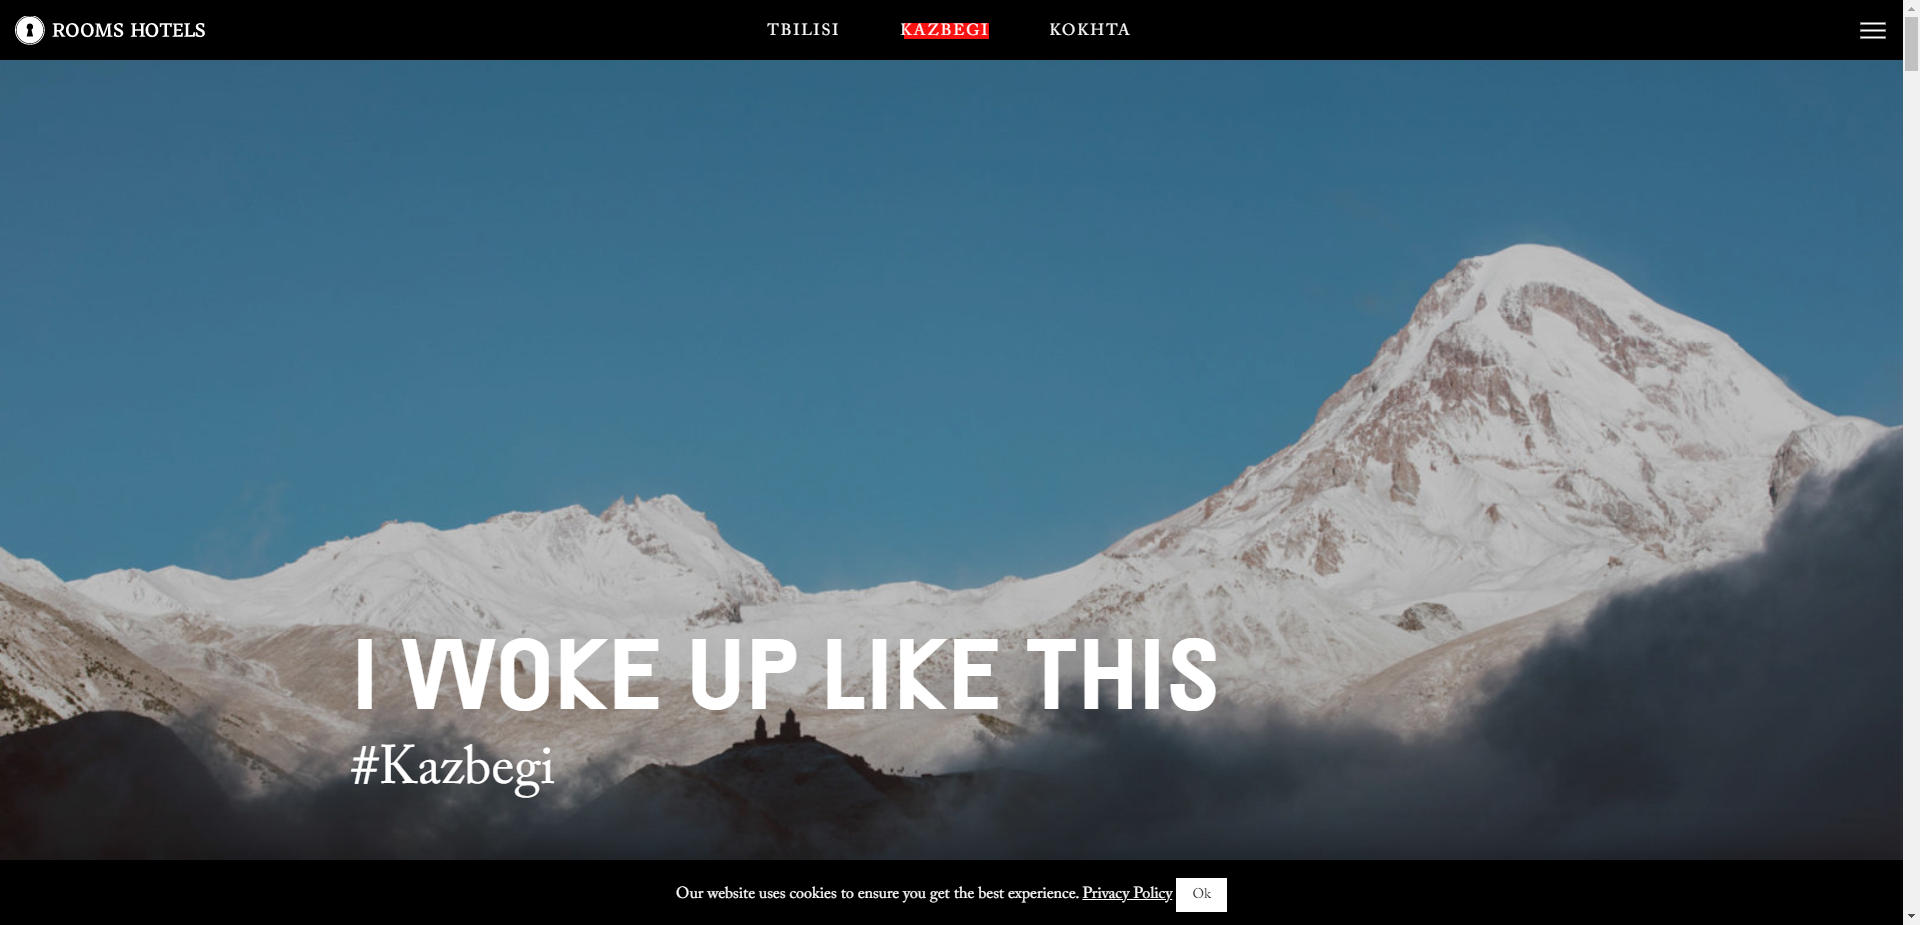 ROOMS HOTELS
TBILISI
KAZBEGI
KOKHTA
I WOKE UP LIKE THIS
#Kazbegi
Our website uses cookies to ensure you get the best experience. Privacy Policy
Ok